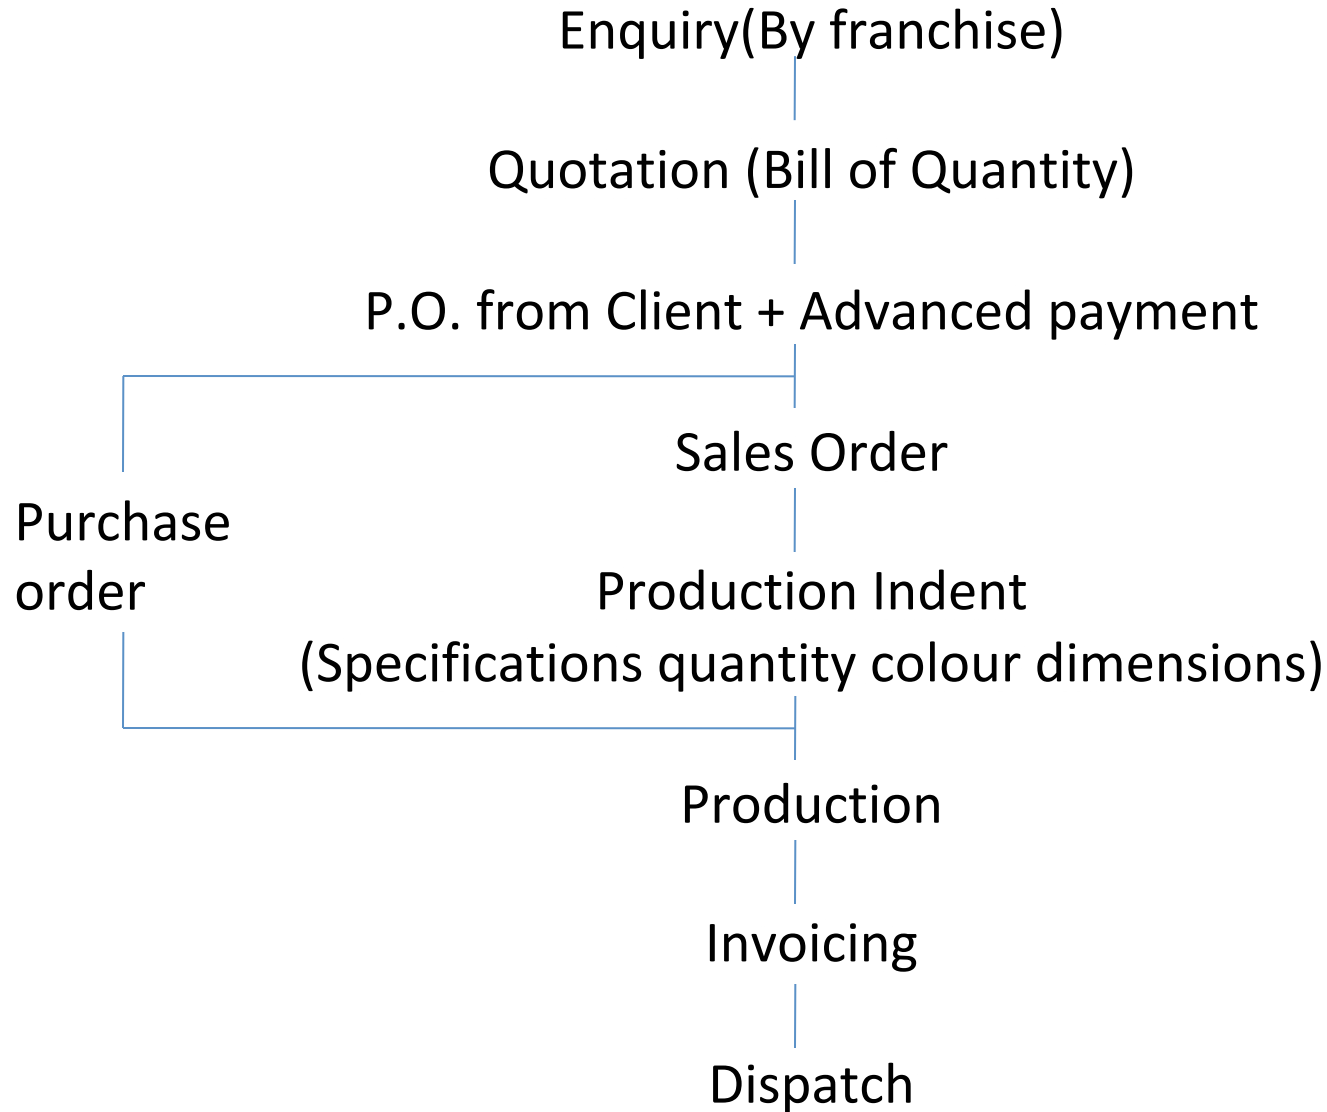 Enquiry(By franchise)
Quotation (Bill of Quantity)
P.O. from Client + Advanced payment
Sales Order
Purchase
order
Production Indent
(Specifications quantity colour dimensions)
Production
Invoicing
Dispatch